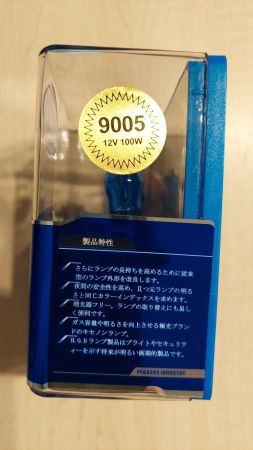 9005
12V 100W
製品特性
さらにランプの長持ちを高めるために従来
型のランプ外形を改良します。
夜間の安全性を高め、且つ元ランプの明る
さと同じカラーインデックスを求めます。
遮光器フリー。ランプの取り替えにも易し
く便利です。
ガス容量や明るさを向上させる極光ブラン
ドのキセノンランプ。
H.O.Dランプ製品はブライトやセキュリテ
ィーを示す将来が明るい画期的製品です。
PEGASUS INDUSTRY